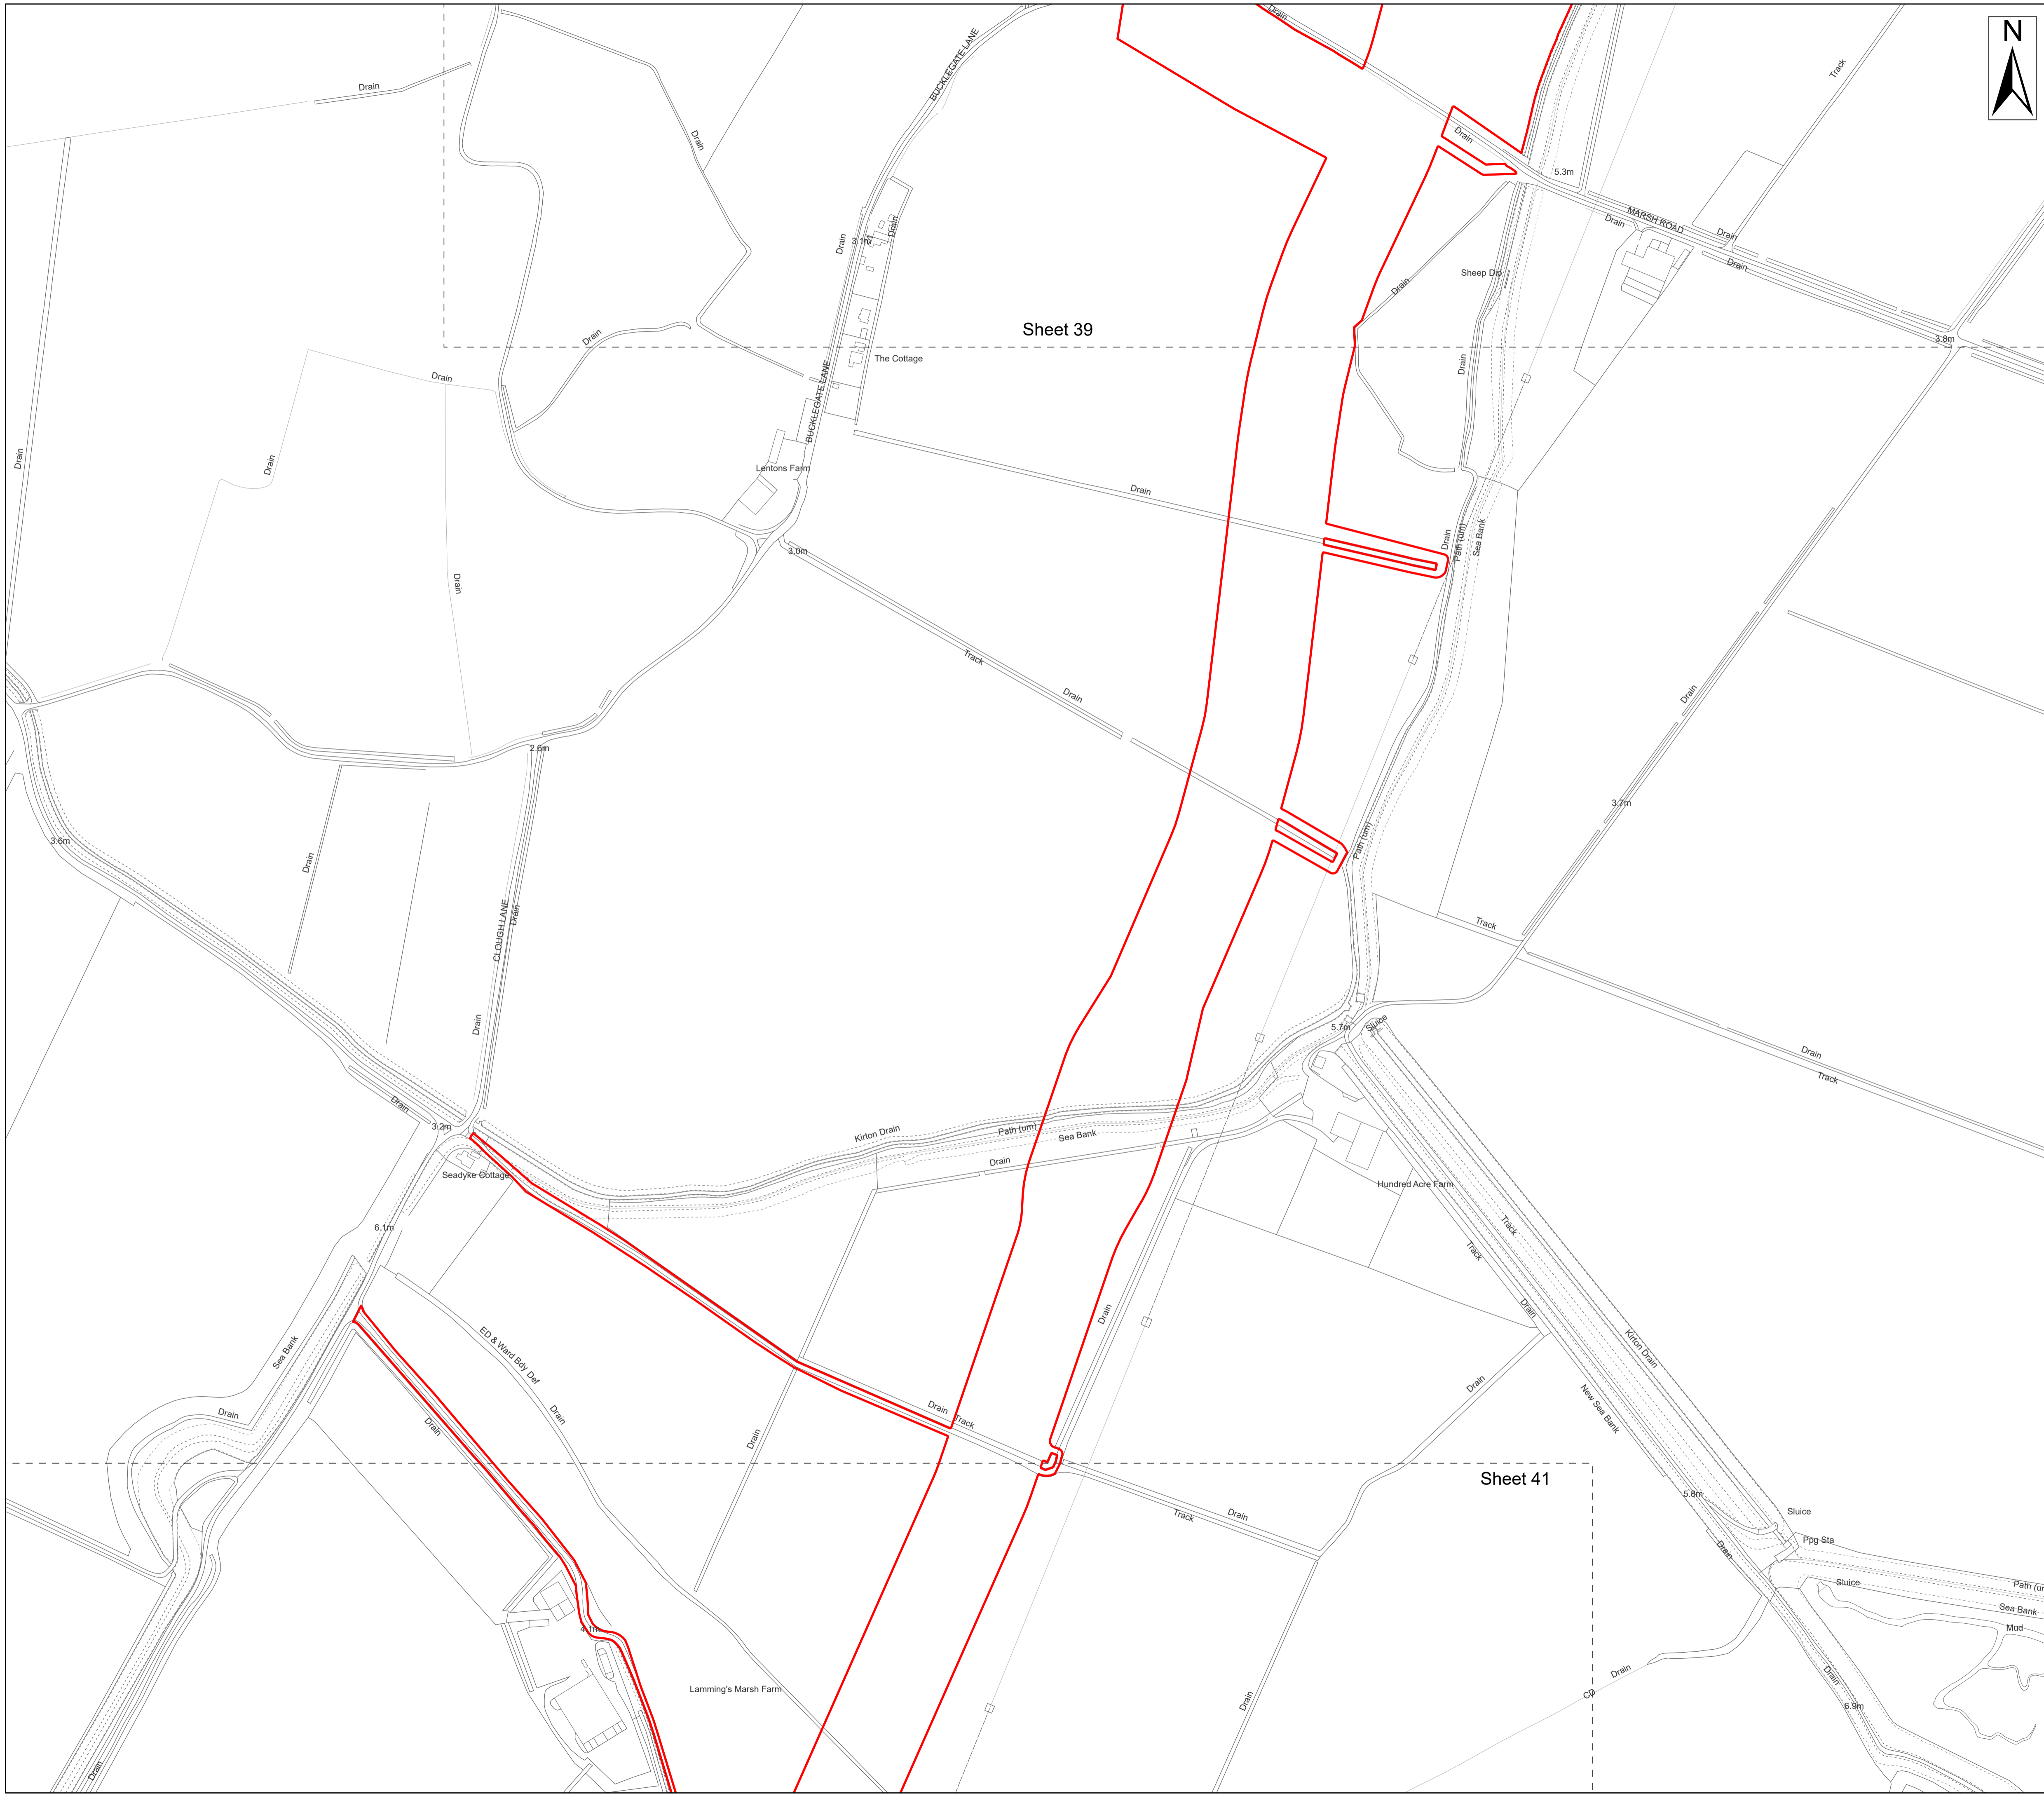 Drain
N
BUCKLEGATE LANE
Track
Drain
Drain
Drain
5.3m
MARSH ROAD
Drain
Drain
Drain
Drain
Drain
3.1m
21
Sheep Dip
Drain
Sheet 39
Drain
3.8m
The Cottage
Drain
Drain
BUCKLEGATE LANE
Drain
Drain
Lentons Farm
Drain
Drain
Path (um)
Sea Bank
3.0m
Drain
Track
Drain
Drain
2.6m
3.7m
3.6m
Path (um)
Drain
CLOUGH LANE
Drain
Track
Drain
5.7m
Sluice
Drain
Track
Drain
3.2m
Kirton Drain
Path (um)
Sea Bank
Drain
Seadyke Cottage
Hundred Acre Farm
6.1m
Track
Track
Drain
Drain
Kirton Drain
Sea Bank
ED & Ward Bdy Def
Drain
New Sea Bank
Drain
Drain
Drain
Drain
Track
Drain
Sheet 41
5.8m
Drain
Track
Sluice
Ppg Sta
Drain
Sluice
Path (um
Sea Bank
Mud
4.1m
Drain
Drain
Lamming's Marsh Farm
CD
Drain
6.9m
Drain